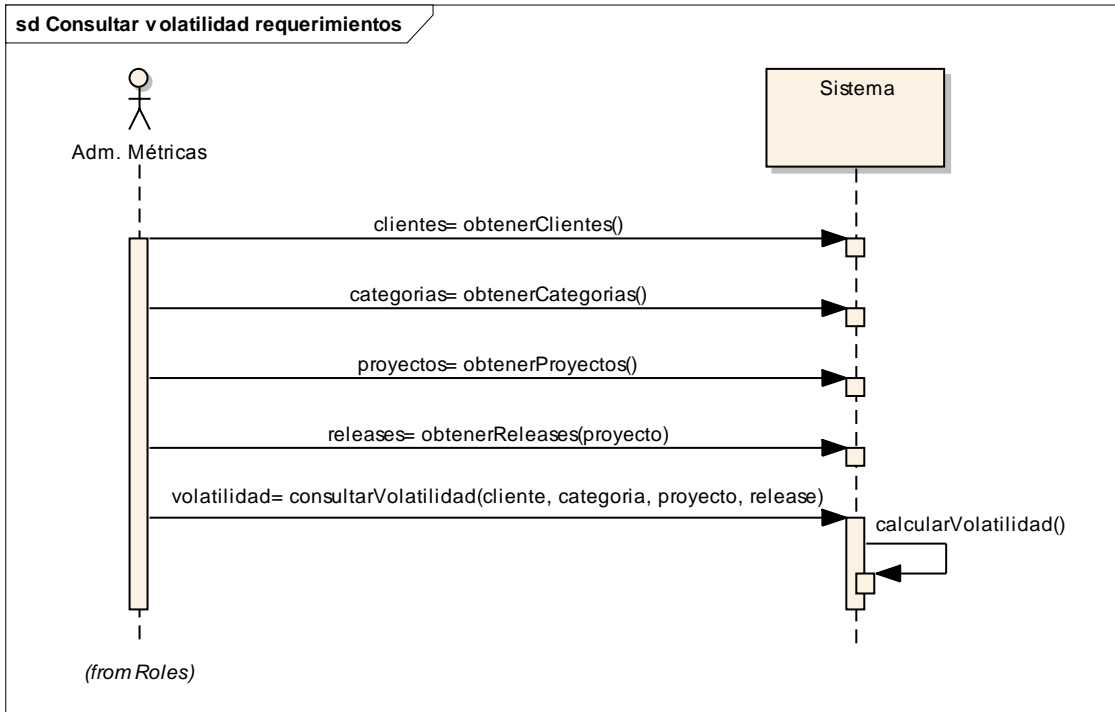 sd Consultar volatilidad requerimientos
Sistema
Adm. Métricas
clientes= obtenerClientes()
categorias= obtenerCategorias()
proyectos= obtenerProyectos()
releases= obtenerReleases(proyecto)
volatilidad= consultarVolatilidad(cliente, categoria, proyecto, release)
calcularVolatilidad()
(from Roles)